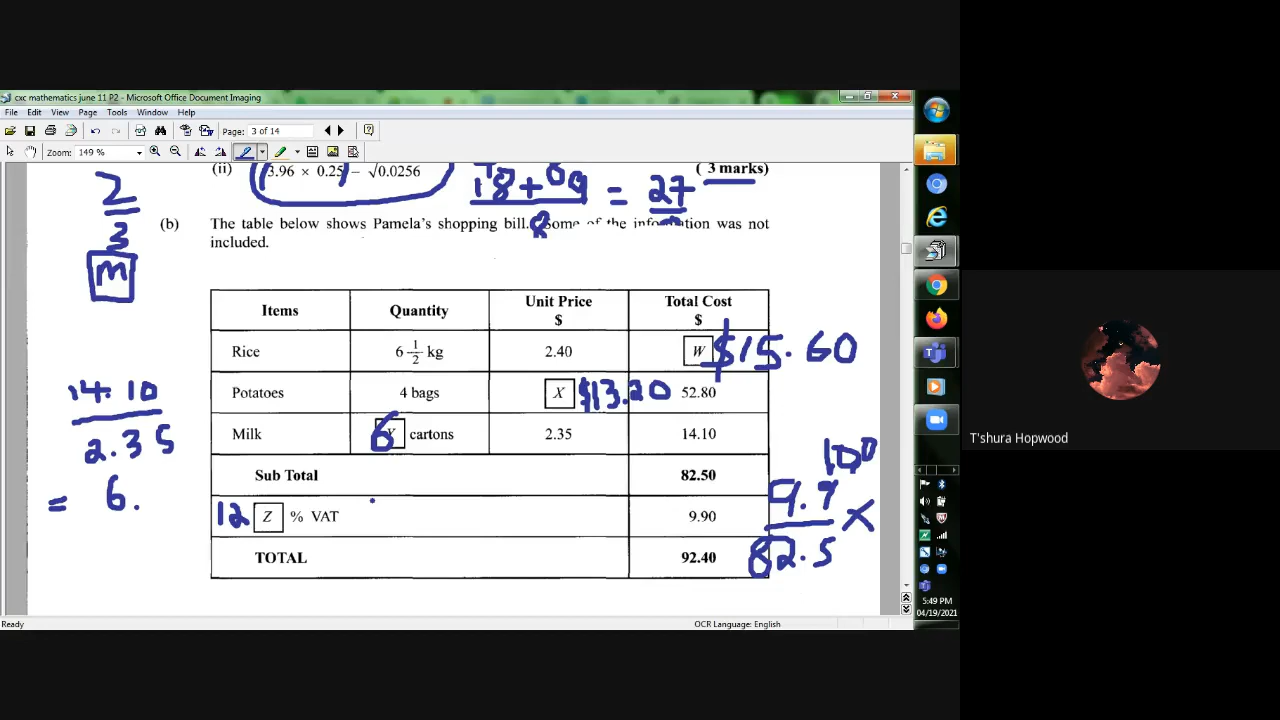 cxc mathematics june 11 P2 - Microsoft Office Document Imaging
File Edit View Page Tools Window Help
Page: 3 of 14
Zoom: 149 %
(ii) 3.96 × 0.25 – √0.0256 (3 marks)
18 + 09 = 27
8
2
3
M
(b) The table below shows Pamela's shopping bill. Some of the information was not
included.
Items Quantity Unit Price Total Cost
$ $
Rice 6 1/2 kg 2.40 W $15.60
Potatoes 4 bags X $13.20 52.80
Milk 6 cartons 2.35 14.10
14.10
2.35
= 6.
Sub Total 82.50
12 Z % VAT 9.90
TOTAL 92.40
100
9.9 ×
82.5
T'shura Hopwood
5:49 PM
04/19/2021
Ready OCR Language: English